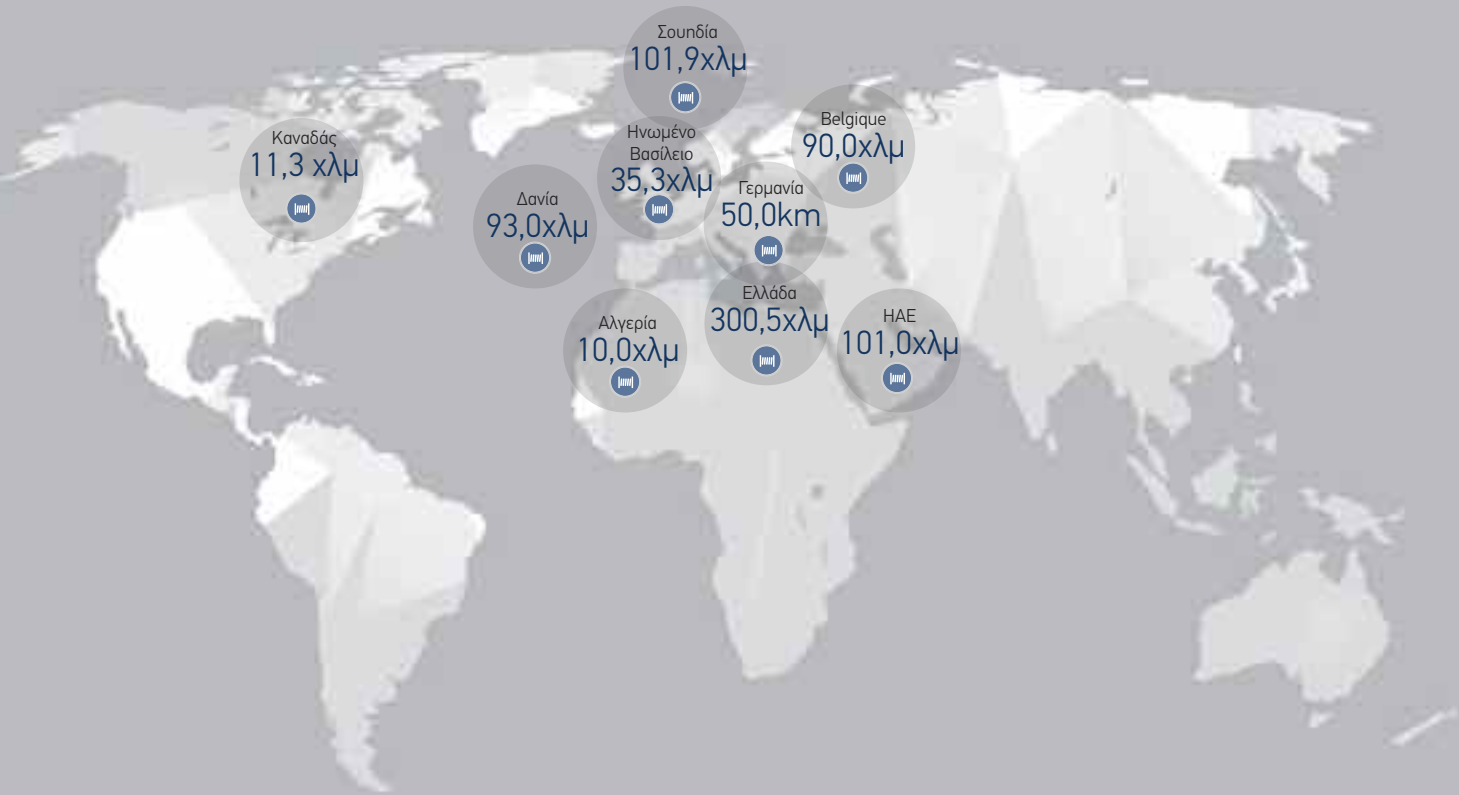 Σουηδία
101,9χλμ
Καναδάς
11,3 χλμ
Ηνωμένο
Βασίλειο
35,3χλμ
Belgique
90,0χλμ
Δανία
93,0χλμ
Γερμανία
50,0km
Αλγερία
10,0χλμ
Ελλάδα
300,5χλμ
ΗΑΕ
101,0χλμ